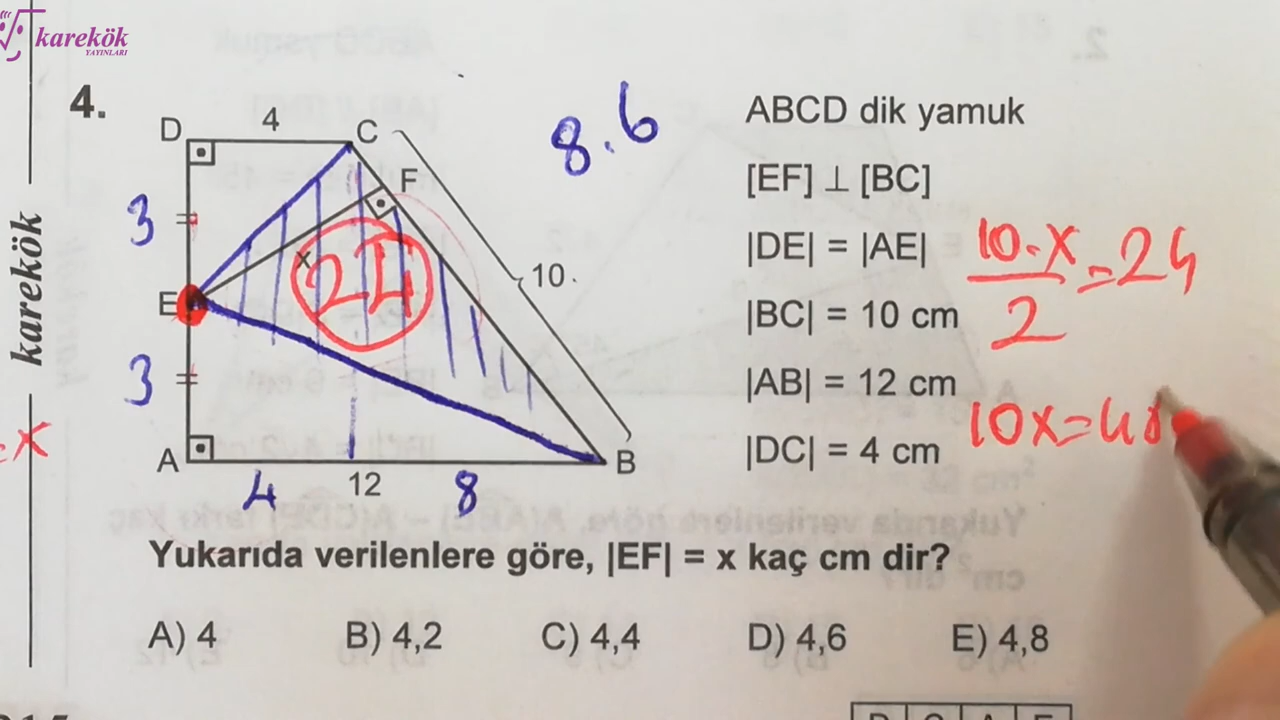 karekök
YAYINLARI
karekök
4.
D 4 C
F
8.6
3
x
24
10.
E
3
A 12 B
4 8
=x
ABCD dik yamuk
[EF] ⊥ [BC]
|DE| = |AE|
|BC| = 10 cm
|AB| = 12 cm
|DC| = 4 cm
10.x/2=24
10x=48
Yukarıda verilenlere göre, |EF| = x kaç cm dir?
A) 4 B) 4,2 C) 4,4 D) 4,6 E) 4,8